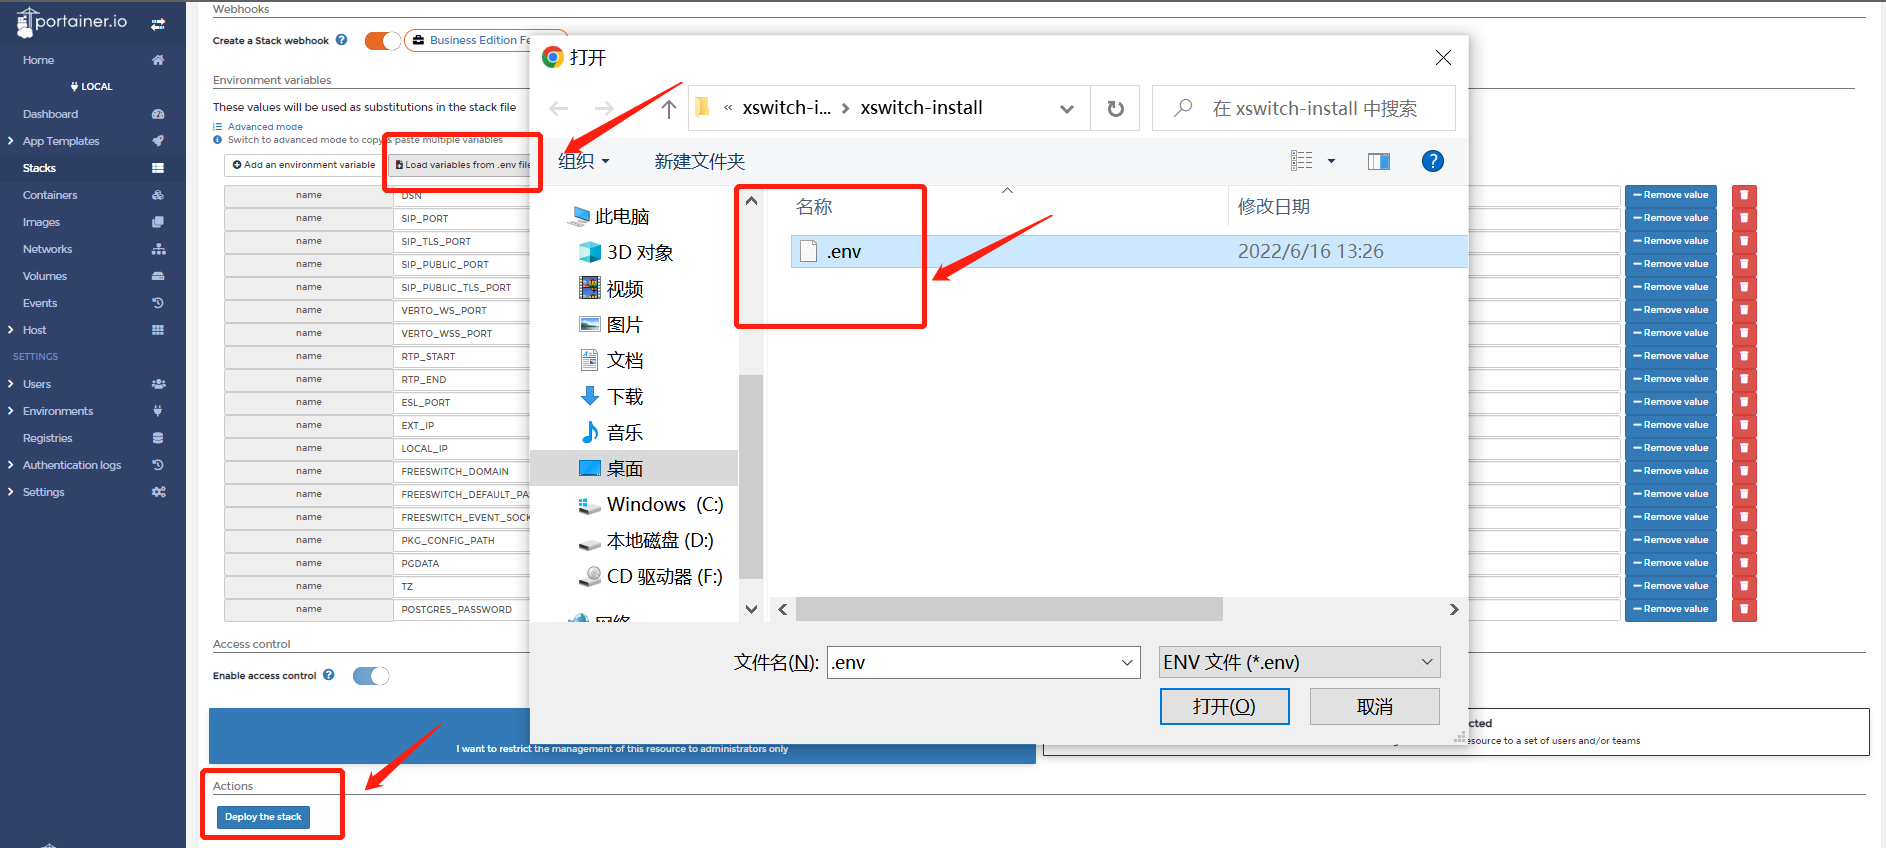 portainer.io
Home
LOCAL
Dashboard
App Templates
Stacks
Containers
Images
Networks
Volumes
Events
Host
SETTINGS
Users
Environments
Registries
Authentication logs
Settings
Webhooks
Create a Stack webhook
Business Edition Fe
Environment variables
These values will be used as substitutions in the stack file
Advanced mode
Switch to advanced mode to copy & paste multiple variables
Add an environment variable
Load variables from .env file
name DSN Remove value
name SIP_PORT Remove value
name SIP_TLS_PORT Remove value
name SIP_PUBLIC_PORT Remove value
name SIP_PUBLIC_TLS_PORT Remove value
name VERTO_WS_PORT Remove value
name VERTO_WSS_PORT Remove value
name RTP_START Remove value
name RTP_END Remove value
name ESL_PORT Remove value
name EXT_IP Remove value
name LOCAL_IP Remove value
name FREESWITCH_DOMAIN Remove value
name FREESWITCH_DEFAULT_PAS Remove value
name FREESWITCH_EVENT_SOCK Remove value
name PKG_CONFIG_PATH Remove value
name PGDATA Remove value
name TZ Remove value
name POSTGRES_PASSWORD Remove value
Access control
Enable access control
I want to restrict the management of this resource to administrators only
cted
esource to a set of users and/or teams
Actions
Deploy the stack
打开
« xswitch-i... › xswitch-install
在 xswitch-install 中搜索
组织
新建文件夹
名称
修改日期
.env
2022/6/16 13:26
此电脑
3D 对象
视频
图片
文档
下载
音乐
桌面
Windows (C:)
本地磁盘 (D:)
CD 驱动器 (F:)
网络
文件名(N):
.env
ENV 文件 (*.env)
打开(O)
取消